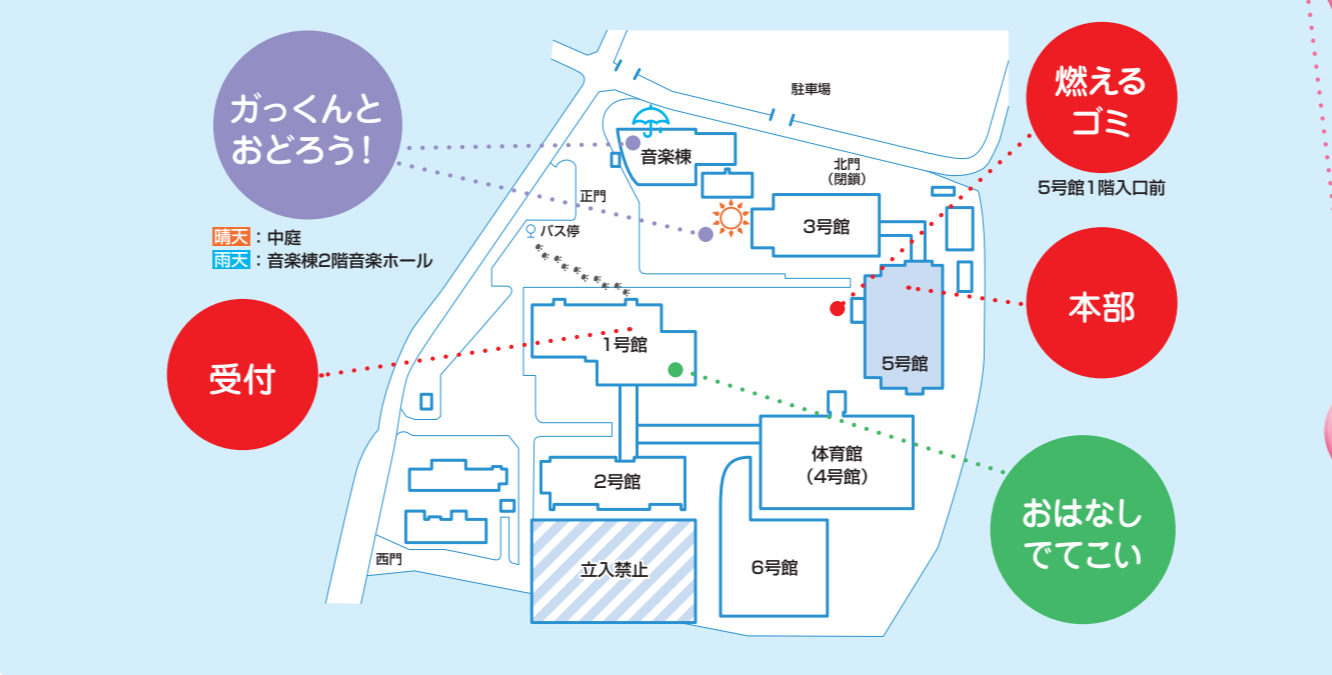 ガっくんと
おどろう！
晴天：中庭
雨天：音楽棟2階音楽ホール
受付
駐車場
音楽棟
北門
（閉鎖）
正門
バス停
3号館
1号館
5号館
2号館
体育館
（4号館）
6号館
立入禁止
西門
燃える
ゴミ
5号館1階入口前
本部
おはなし
でてこい